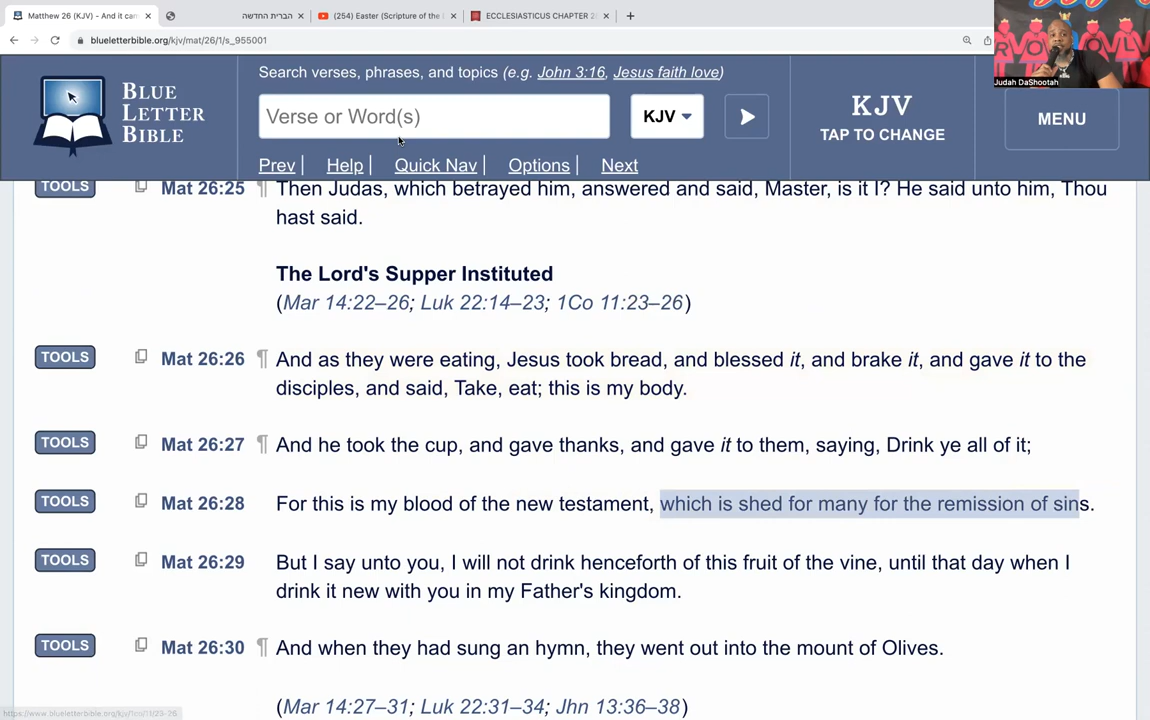 Matthew 26 (KJV) - And it cam
הברית החדשה
(254) Easter (Scripture of the
ECCLESIASTICUS CHAPTER 2
blueletterbible.org/kjv/mat/26/1/s_955001
Judah DaShootah
BLUE
LETTER
BIBLE
Search verses, phrases, and topics (e.g. John 3:16, Jesus faith love)
Verse or Word(s)
KJV
KJV
TAP TO CHANGE
MENU
Prev | Help | Quick Nav | Options | Next
TOOLS Mat 26:25 ¶ Then Judas, which betrayed him, answered and said, Master, is it I? He said unto him, Thou
hast said.
The Lord's Supper Instituted
(Mar 14:22–26; Luk 22:14–23; 1Co 11:23–26)
TOOLS Mat 26:26 ¶ And as they were eating, Jesus took bread, and blessed it, and brake it, and gave it to the
disciples, and said, Take, eat; this is my body.
TOOLS Mat 26:27 ¶ And he took the cup, and gave thanks, and gave it to them, saying, Drink ye all of it;
TOOLS Mat 26:28 For this is my blood of the new testament, which is shed for many for the remission of sins.
TOOLS Mat 26:29 But I say unto you, I will not drink henceforth of this fruit of the vine, until that day when I
drink it new with you in my Father's kingdom.
TOOLS Mat 26:30 ¶ And when they had sung an hymn, they went out into the mount of Olives.
(Mar 14:27–31; Luk 22:31–34; Jhn 13:36–38)
https://www.blueletterbible.org/kjv/1co/11/23-26